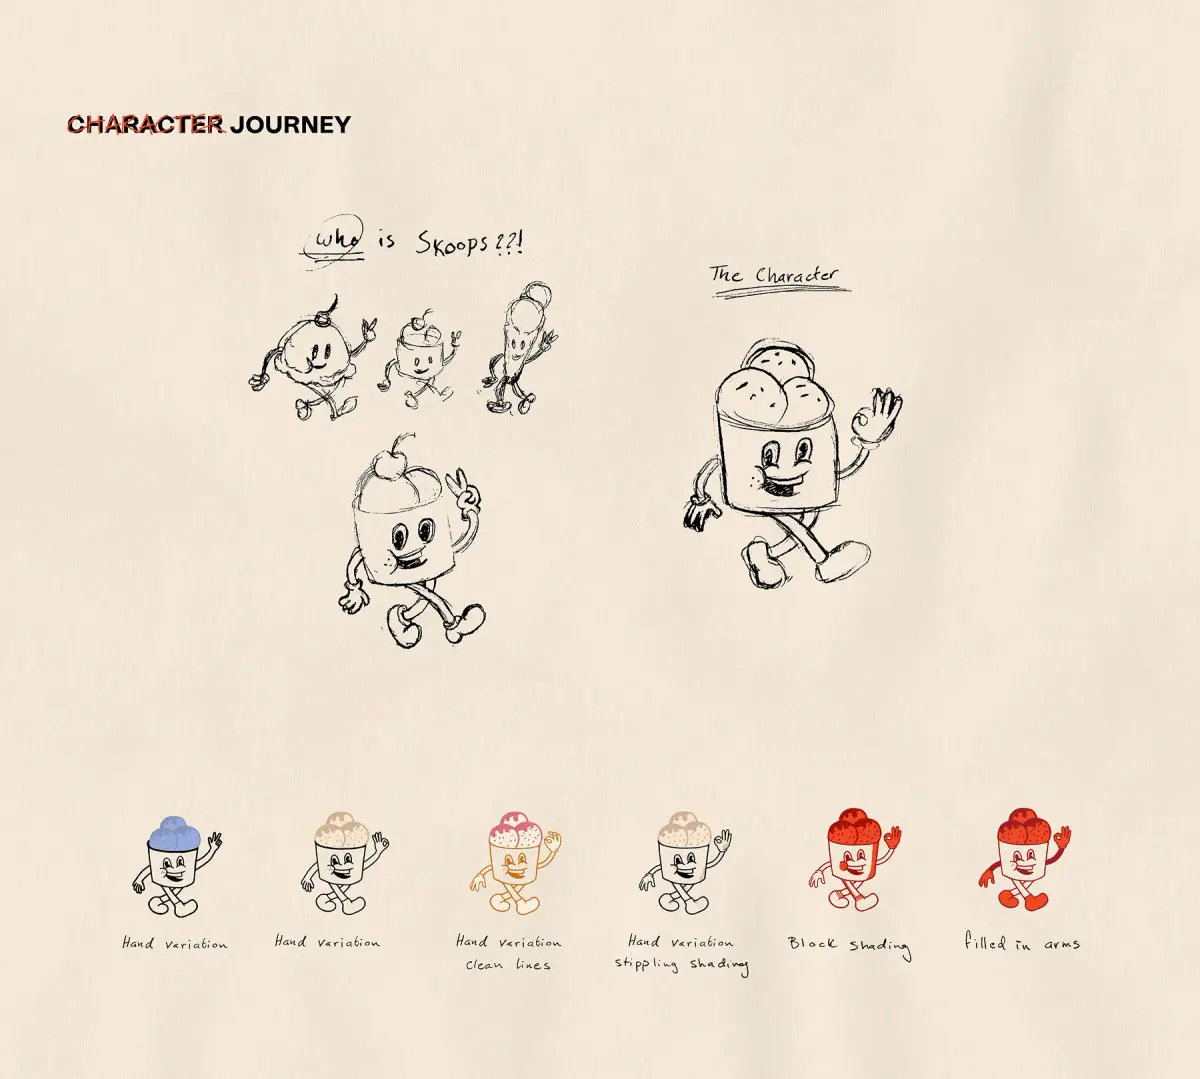 CHARACTER JOURNEY
who is Skoops??!
The Character
Hand variation
Hand variation
Hand variation
clean lines
Hand variation
stippling shading
Block shading
filled in arms